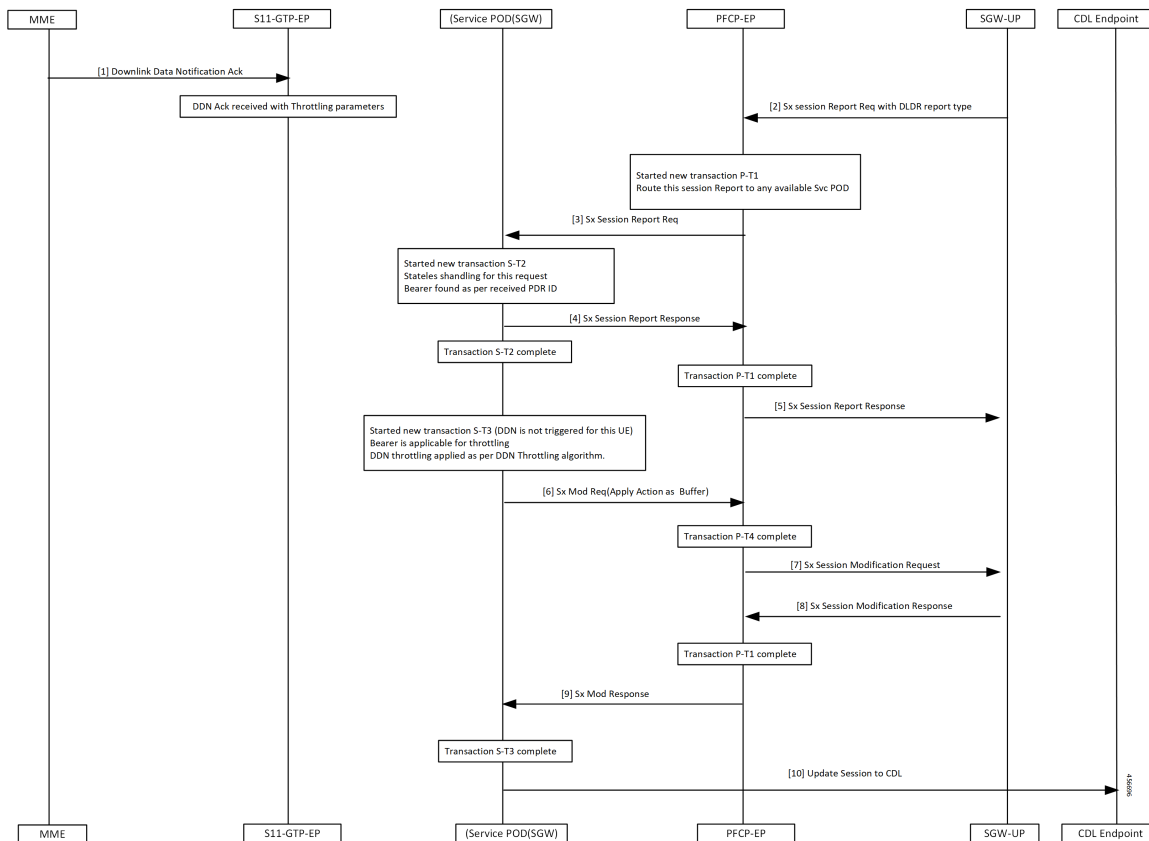 MME
S11-GTP-EP
(Service POD(SGW)
PFCP-EP
SGW-UP
CDL Endpoint
[1] Downlink Data Notification Ack
DDN Ack received with Throttling parameters
[2] Sx session Report Req with DLDR report type
Started new transaction P-T1
Route this session Report to any available Svc POD
[3] Sx Session Report Req
Started new transaction S-T2
Stateles shandling for this request
Bearer found as per received PDR ID
[4] Sx Session Report Response
Transaction S-T2 complete
Transaction P-T1 complete
[5] Sx Session Report Response
Started new transaction S-T3 (DDN is not triggered for this UE)
Bearer is applicable for throttling
DDN throttling applied as per DDN Throttling algorithm.
[6] Sx Mod Req(Apply Action as Buffer)
Transaction P-T4 complete
[7] Sx Session Modification Request
[8] Sx Session Modification Response
Transaction P-T1 complete
[9] Sx Mod Response
Transaction S-T3 complete
[10] Update Session to CDL
456696
MME
S11-GTP-EP
(Service POD(SGW)
PFCP-EP
SGW-UP
CDL Endpoint